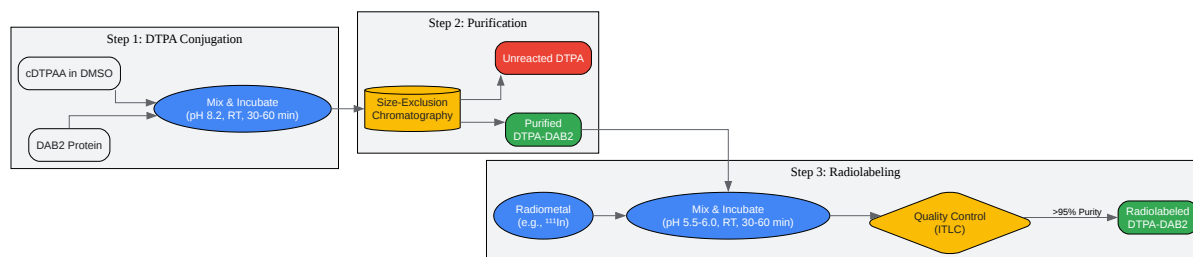 Step 1: DTPA Conjugation
cDTPAA in DMSO
DAB2 Protein
Mix & Incubate
(pH 8.2, RT, 30-60 min)
Step 2: Purification
Size-Exclusion
Chromatography
Unreacted DTPA
Purified
DTPA-DAB2
Step 3: Radiolabeling
Radiometal
(e.g., ¹¹¹In)
Mix & Incubate
(pH 5.5-6.0, RT, 30-60 min)
Quality Control
(ITLC)
>95% Purity
Radiolabeled
DTPA-DAB2